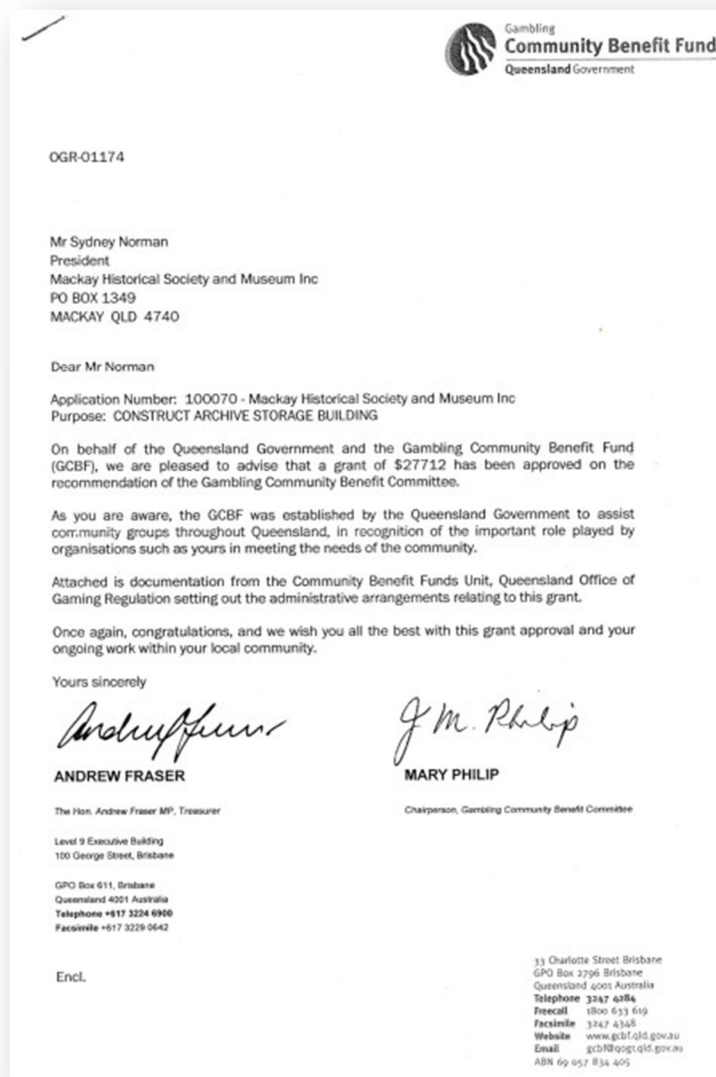 Gambling
Community Benefit Fund
Queensland Government
OGR-01174
Mr Sydney Norman
President
Mackay Historical Society and Museum Inc
PO BOX 1349
MACKAY QLD 4740
Dear Mr Norman
Application Number: 100070 - Mackay Historical Society and Museum Inc
Purpose: CONSTRUCT ARCHIVE STORAGE BUILDING
On behalf of the Queensland Government and the Gambling Community Benefit Fund
(GCBF), we are pleased to advise that a grant of $27712 has been approved on the
recommendation of the Gambling Community Benefit Committee.
As you are aware, the GCBF was established by the Queensland Government to assist
community groups throughout Queensland, in recognition of the important role played by
organisations such as yours in meeting the needs of the community.
Attached is documentation from the Community Benefit Funds Unit, Queensland Office of
Gaming Regulation setting out the administrative arrangements relating to this grant.
Once again, congratulations, and we wish you all the best with this grant approval and your
ongoing work within your local community.
Yours sincerely
J M. Philip
ANDREW FRASER
MARY PHILIP
The Hon. Andrew Fraser MP, Treasurer
Chairperson, Gambling Community Benefit Committee
Level 9 Executive Building
100 George Street, Brisbane
GPO Box 611, Brisbane
Queensland 4001 Australia
Telephone +617 3224 6900
Facsimile +617 3229 0642
Encl.
33 Charlotte Street Brisbane
GPO Box 2796 Brisbane
Queensland 4001 Australia
Telephone 3247 4284
Freecall 1800 633 619
Facsimile 3247 4348
Website www.gcbf.qld.gov.au
Email gcbf@qogr.qld.gov.au
ABN 69 057 834 405